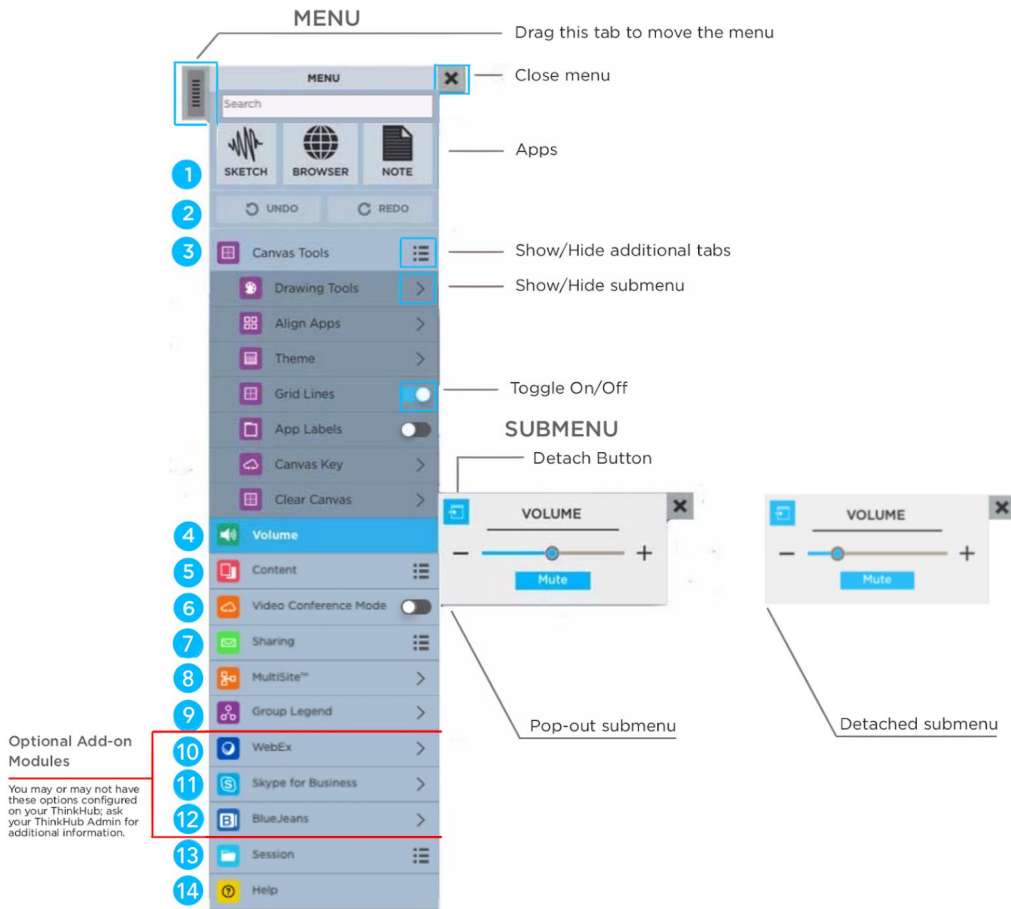 MENU
Drag this tab to move the menu
MENU
Close menu
Search
SKETCH
BROWSER
NOTE
Apps
1
UNDO
REDO
2
3
Canvas Tools
Show/Hide additional tabs
Drawing Tools
Show/Hide submenu
Align Apps
Theme
Grid Lines
Toggle On/Off
App Labels
SUBMENU
Canvas Key
Detach Button
Clear Canvas
4
Volume
VOLUME
Mute
VOLUME
Mute
5
Content
6
Video Conference Mode
7
Sharing
8
MultiSite™
9
Group Legend
Pop-out submenu
Detached submenu
Optional Add-on
Modules
You may or may not have
these options configured
on your ThinkHub; ask
your ThinkHub Admin for
additional information.
10
WebEx
11
Skype for Business
12
BlueJeans
13
Session
14
Help